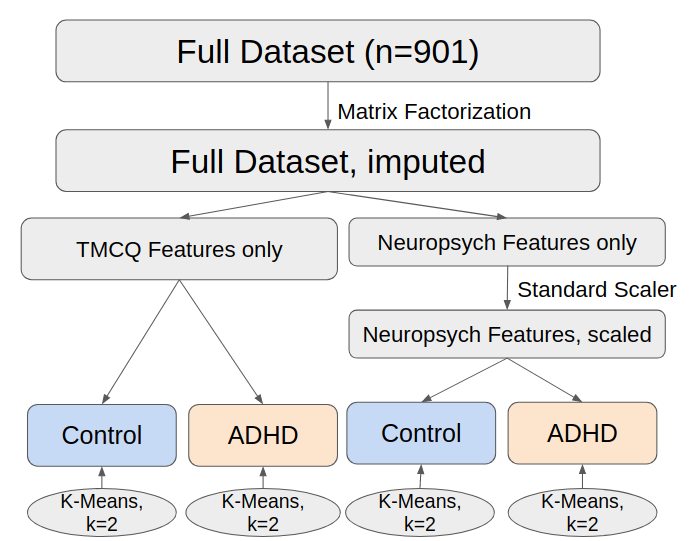 Full Dataset (n=901)
Matrix Factorization
Full Dataset, imputed
TMCQ Features only
Neuropsych Features only
Standard Scaler
Neuropsych Features, scaled
Control
ADHD
Control
ADHD
K-Means,
k=2
K-Means,
k=2
K-Means,
k=2
K-Means,
k=2